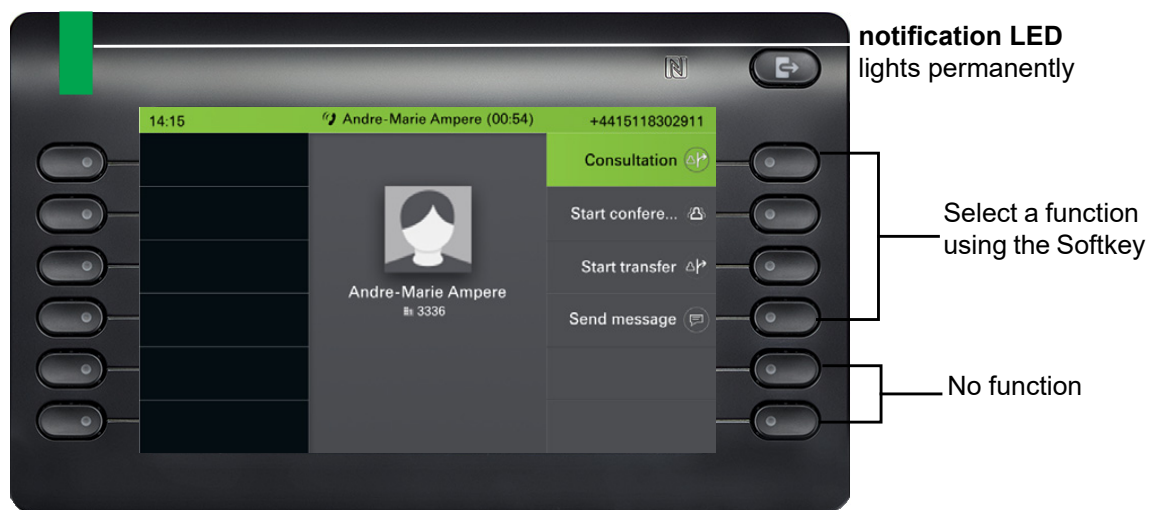 notification LED
lights permanently
14:15
Andre-Marie Ampere (00:54)
+4415118302911
Consultation
Start confere...
Start transfer
Send message
Andre-Marie Ampere
3336
Select a function
using the Softkey
No function